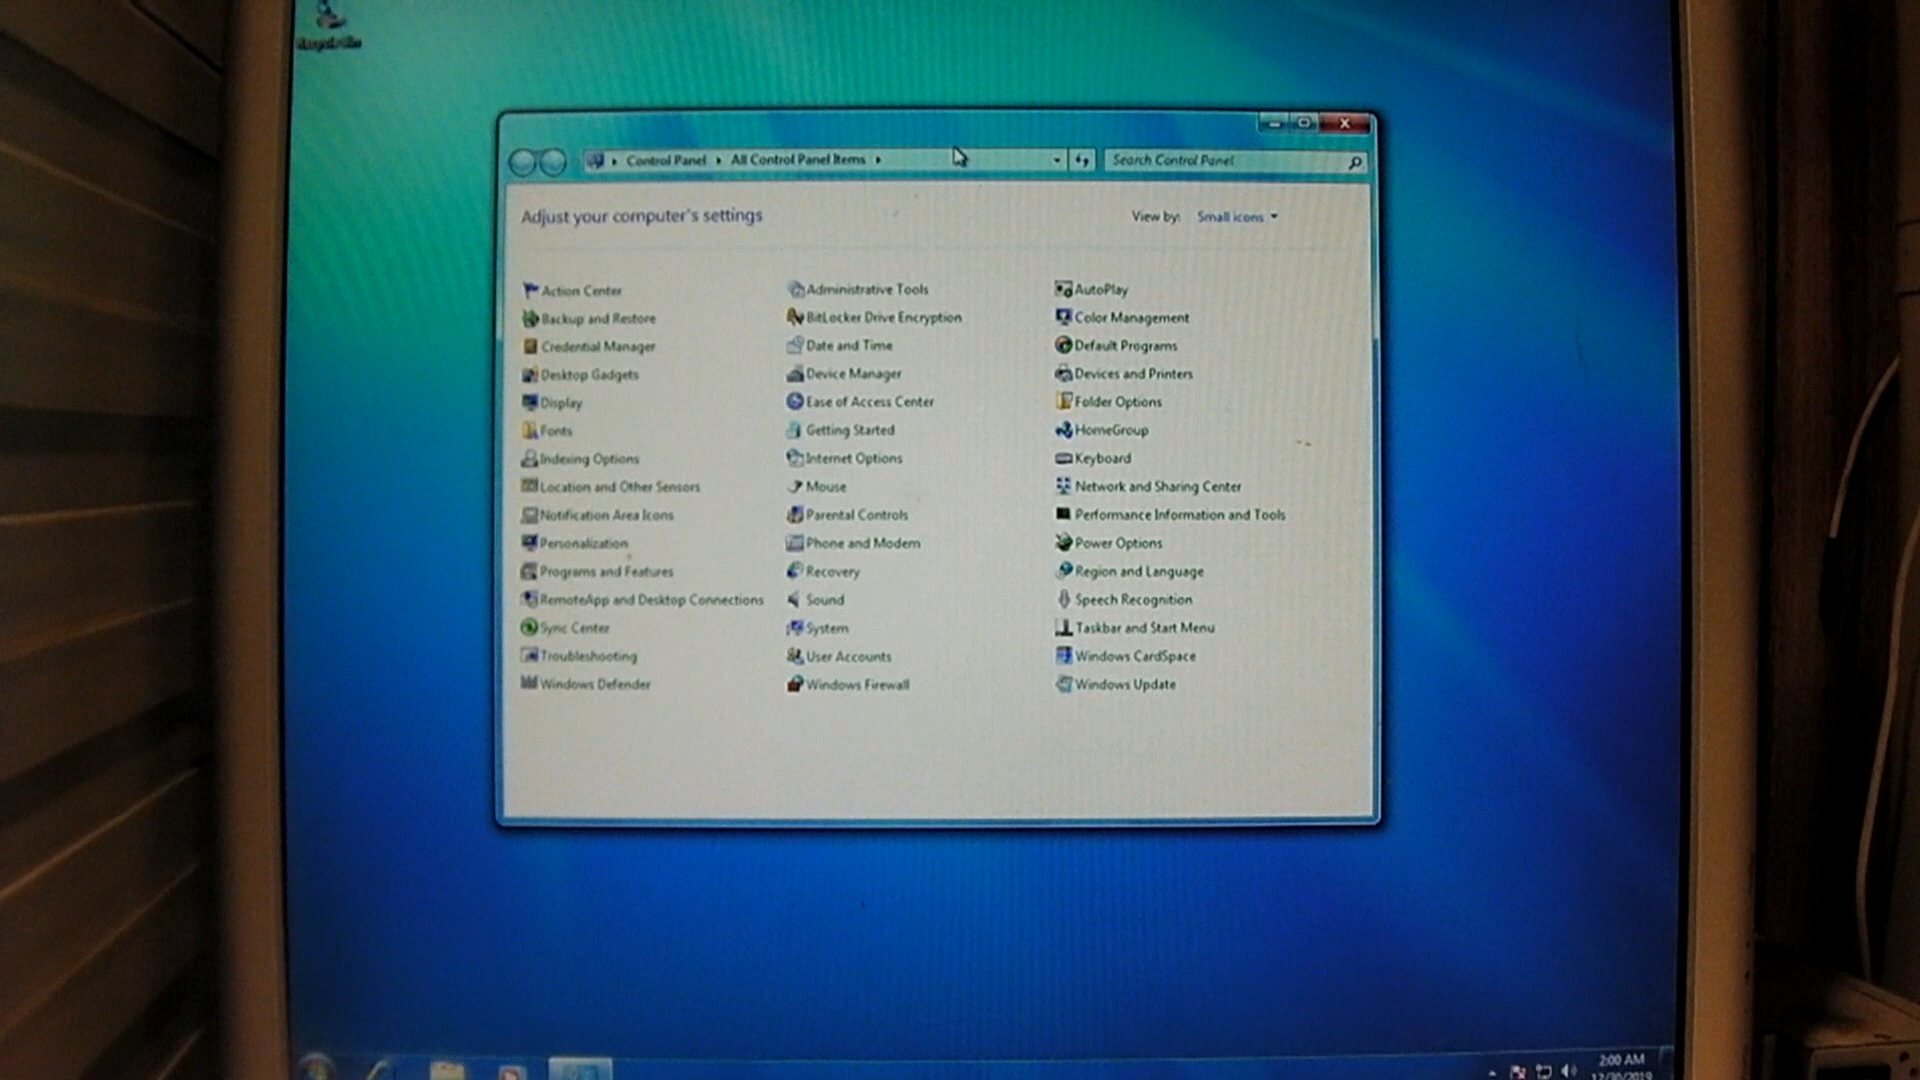 Recycle Bin
Control Panel All Control Panel Items
Search Control Panel
Adjust your computer's settings
View by: Small icons
Action Center
Administrative Tools
AutoPlay
Backup and Restore
BitLocker Drive Encryption
Color Management
Credential Manager
Date and Time
Default Programs
Desktop Gadgets
Device Manager
Devices and Printers
Display
Ease of Access Center
Folder Options
Fonts
Getting Started
HomeGroup
Indexing Options
Internet Options
Keyboard
Location and Other Sensors
Mouse
Network and Sharing Center
Notification Area Icons
Parental Controls
Performance Information and Tools
Personalization
Phone and Modem
Power Options
Programs and Features
Recovery
Region and Language
RemoteApp and Desktop Connections
Sound
Speech Recognition
Sync Center
System
Taskbar and Start Menu
Troubleshooting
User Accounts
Windows CardSpace
Windows Defender
Windows Firewall
Windows Update
2:00 AM
12/30/2019